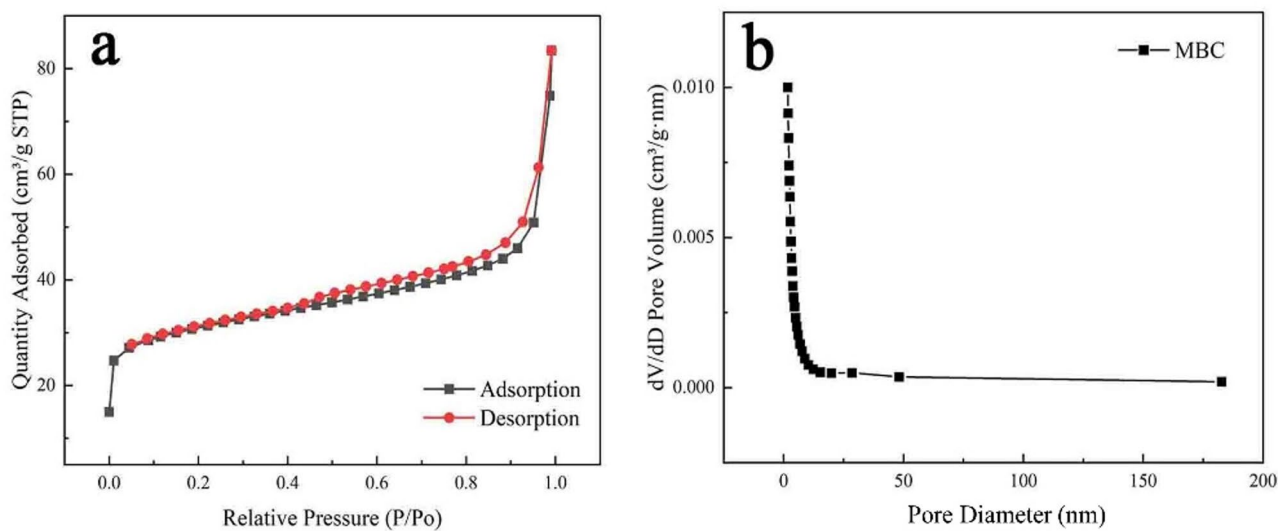 a
Quantity Adsorbed (cm³/g STP)
80
60
40
20
0.0 0.2 0.4 0.6 0.8 1.0
Relative Pressure (P/Po)
Adsorption
Desorption
b
dV/dD Pore Volume (cm³/g·nm)
0.010
0.005
0.000
0 50 100 150 200
Pore Diameter (nm)
MBC